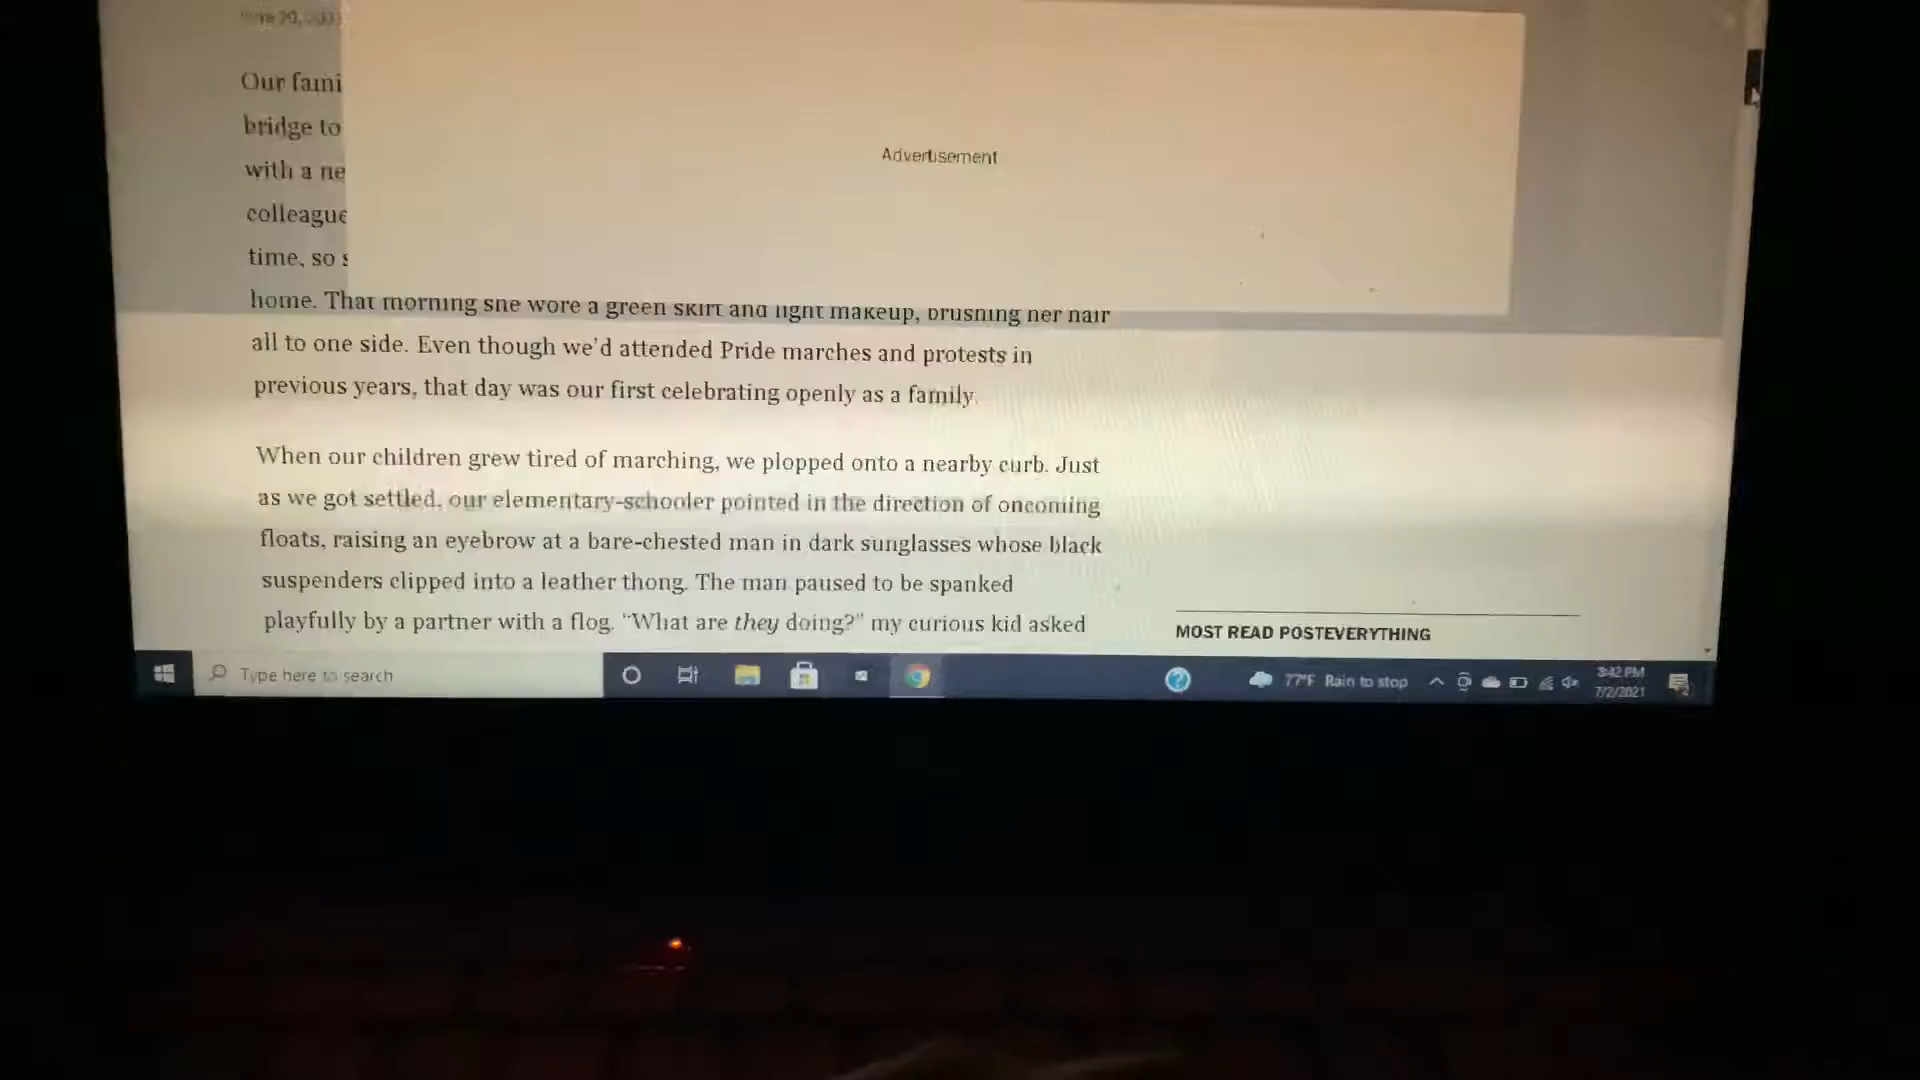 Our fami
bridge to
with a ne
colleague
time, so s
Advertisement
home. That morning she wore a green skirt and light makeup, brushing her hair
all to one side. Even though we'd attended Pride marches and protests in
previous years, that day was our first celebrating openly as a family.
When our children grew tired of marching, we plopped onto a nearby curb. Just
as we got settled, our elementary-schooler pointed in the direction of oncoming
floats, raising an eyebrow at a bare-chested man in dark sunglasses whose black
suspenders clipped into a leather thong. The man paused to be spanked
playfully by a partner with a flog. "What are they doing?" my curious kid asked
MOST READ POSTEVERYTHING
Type here to search
77°F Rain to stop
3:42 PM
7/2/2021